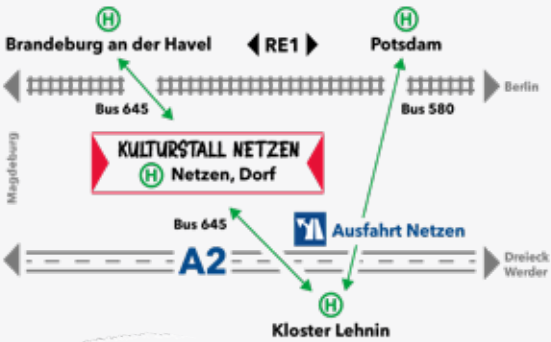 H H
Brandeburg an der Havel RE1 Potsdam
Berlin
Bus 645 Bus 580
Magdeburg
KULTURSTALL NETZEN
H Netzen, Dorf
Bus 645
Ausfahrt Netzen
A2
Dreieck
Werder
H
Kloster Lehnin